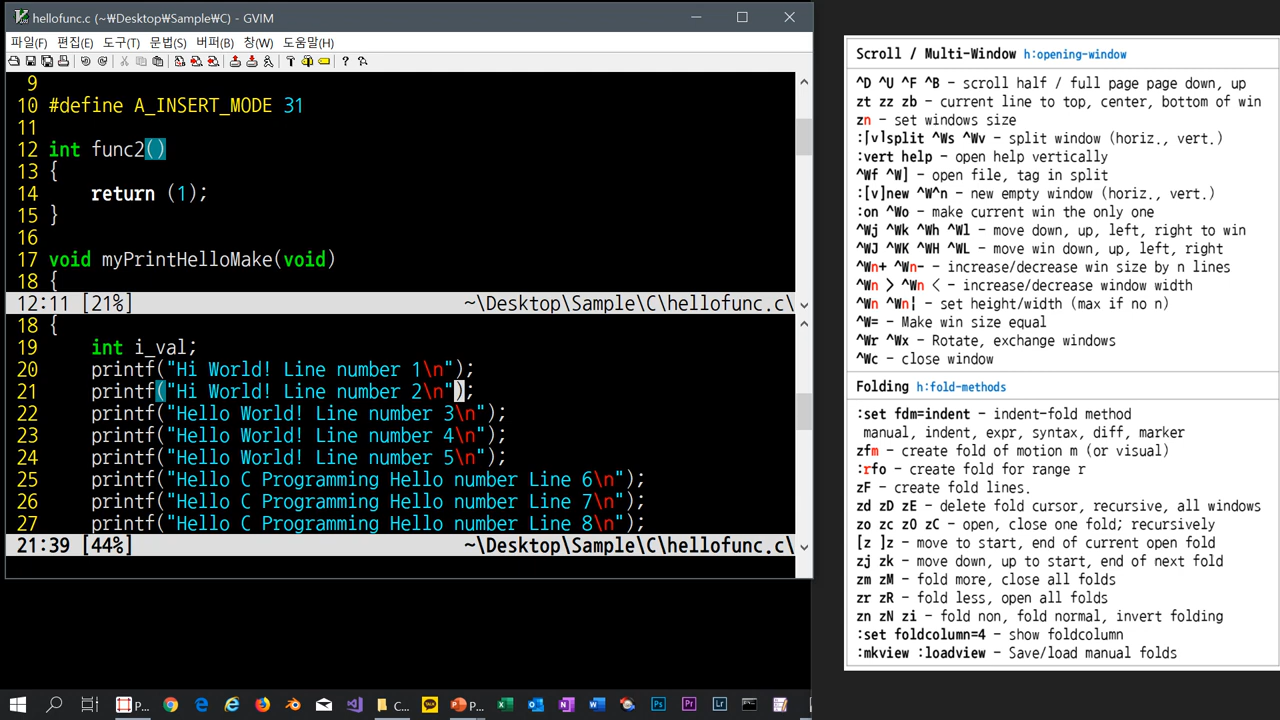 hellofunc.c (~\Desktop\Sample\C) - GVIM
파일(F) 편집(E) 도구(T) 문법(S) 버퍼(B) 창(W) 도움말(H)
9
10 #define A_INSERT_MODE 31
11
12 int func2()
13 {
14 return (1);
15 }
16
17 void myPrintHelloMake(void)
18 {
12:11 [21%] ~\Desktop\Sample\C\hellofunc.c\
18 {
19 int i_val;
20 printf("Hi World! Line number 1\n");
21 printf("Hi World! Line number 2\n");
22 printf("Hello World! Line number 3\n");
23 printf("Hello World! Line number 4\n");
24 printf("Hello World! Line number 5\n");
25 printf("Hello C Programming Hello number Line 6\n");
26 printf("Hello C Programming Hello number Line 7\n");
27 printf("Hello C Programming Hello number Line 8\n");
21:39 [44%] ~\Desktop\Sample\C\hellofunc.c\
Scroll / Multi-Window h:opening-window
^D ^U ^F ^B - scroll half / full page page down, up
zt zz zb - current line to top, center, bottom of win
zn - set windows size
:[v]split ^Ws ^Wv - split window (horiz., vert.)
:vert help - open help vertically
^Wf ^W] - open file, tag in split
:[v]new ^W^n - new empty window (horiz., vert.)
:on ^Wo - make current win the only one
^Wj ^Wk ^Wh ^Wl - move down, up, left, right to win
^WJ ^WK ^WH ^WL - move win down, up, left, right
^Wn+ ^Wn- - increase/decrease win size by n lines
^Wn > ^Wn < - increase/decrease window width
^Wn ^Wn¦ - set height/width (max if no n)
^W= - Make win size equal
^Wr ^Wx - Rotate, exchange windows
^Wc - close window
Folding h:fold-methods
:set fdm=indent - indent-fold method
manual, indent, expr, syntax, diff, marker
zfm - create fold of motion m (or visual)
:rfo - create fold for range r
zF - create fold lines.
zd zD zE - delete fold cursor, recursive, all windows
zo zc zO zC - open, close one fold; recursively
[z ]z - move to start, end of current open fold
zj zk - move down, up to start, end of next fold
zm zM - fold more, close all folds
zr zR - fold less, open all folds
zn zN zi - fold non, fold normal, invert folding
:set foldcolumn=4 - show foldcolumn
:mkview :loadview - Save/load manual folds
P... C... P...